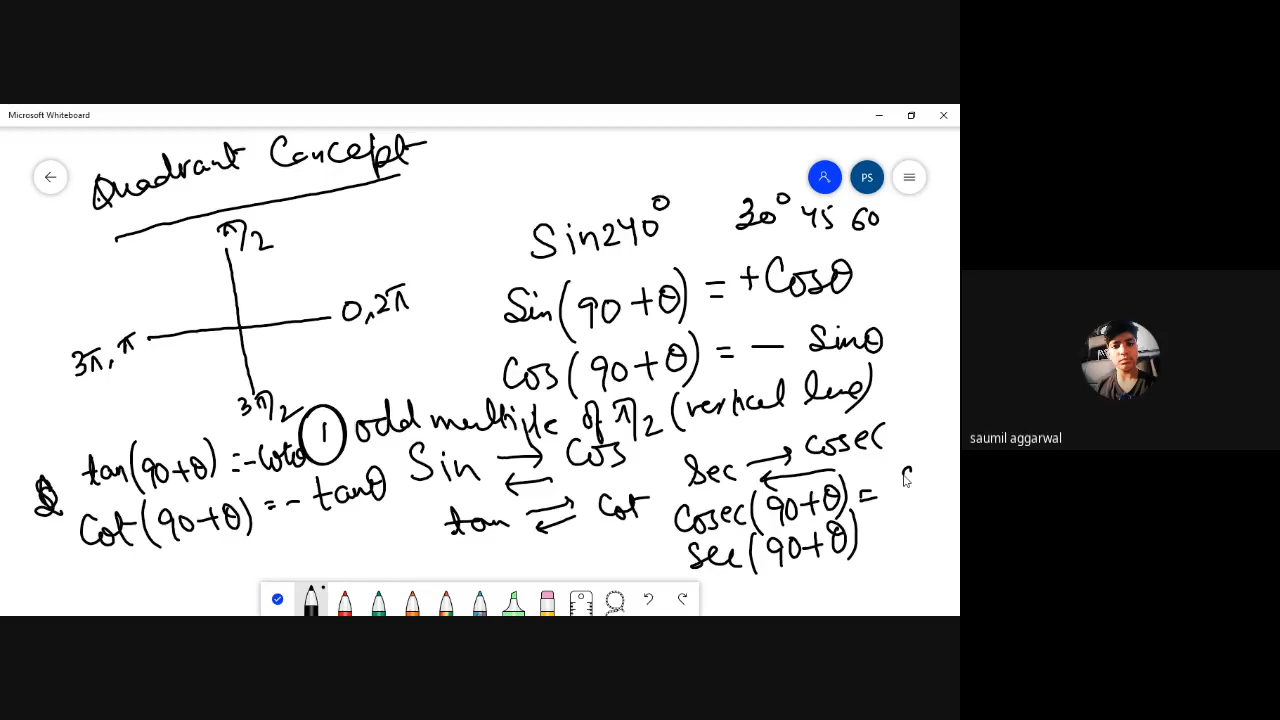 Microsoft Whiteboard
Quadrant Concept
PS
π/2
0, 2π
3π, π
3π/2
Sin 240°
30° 45 60
Sin(90+θ) = + Cosθ
Cos(90+θ) = - Sinθ
① odd multiple of π/2 (vertical line)
tan(90+θ) = -cotθ
Cot(90+θ) = - tanθ
Sin → Cos
←
tan ⇌ Cot
Sec → Cosec
←
Cosec(90+θ) =
Sec(90+θ)
saumil aggarwal